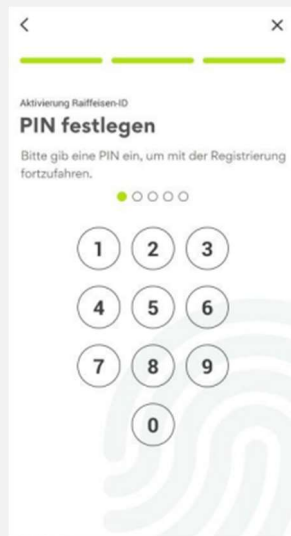 Aktivierung Raiffeisen-ID
PIN festlegen
Bitte gib eine PIN ein, um mit der Registrierung
fortzufahren.
1 2 3
4 5 6
7 8 9
0